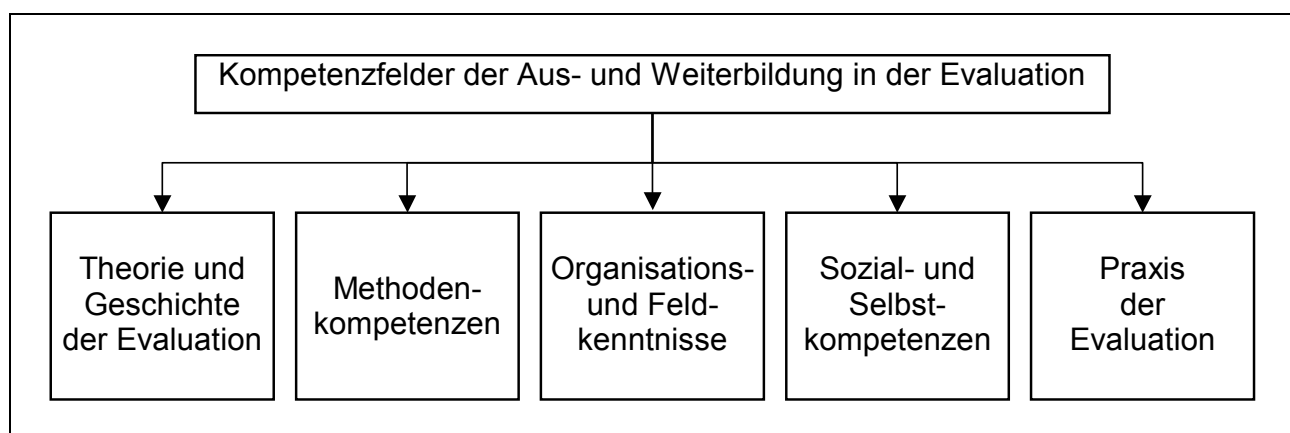 Kompetenzfelder der Aus- und Weiterbildung in der Evaluation
Theorie und
Geschichte
der Evaluation
Methoden-
kompetenzen
Organisations-
und Feld-
kenntnisse
Sozial- und
Selbst-
kompetenzen
Praxis
der
Evaluation